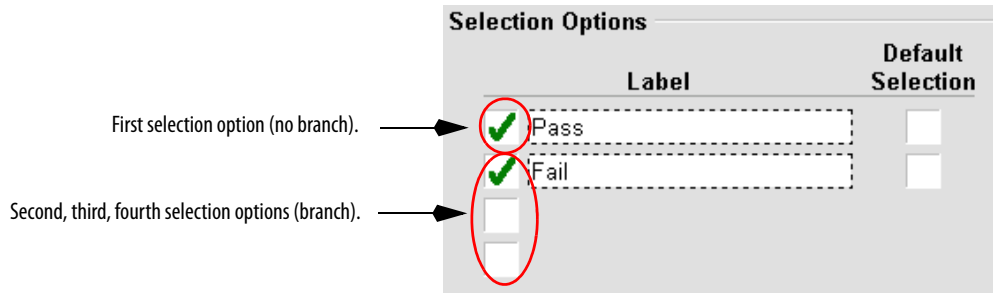 Selection Options
Default
Label Selection
First selection option (no branch). Pass
Fail
Second, third, fourth selection options (branch).